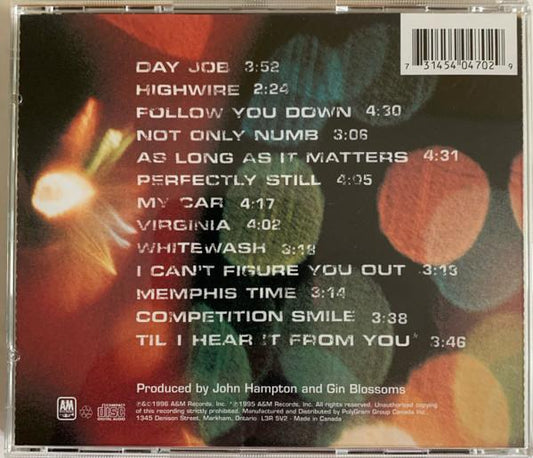 7 31454 04702 9
DAY JOB 3:52
HIGHWIRE 2:24
FOLLOW YOU DOWN 4:30
NOT ONLY NUMB 3:06
AS LONG AS IT MATTERS 4:31
PERFECTLY STILL 4:05
MY CAR 4:17
VIRGINIA 4:02
WHITEWASH 3:18
I CAN'T FIGURE YOU OUT 3:13
MEMPHIS TIME 3:14
COMPETITION SMILE 3:38
TIL I HEAR IT FROM YOU* 3:46
Produced by John Hampton and Gin Blossoms
℗&© 1996 A&M Records, Inc. *℗1995 A&M Records, Inc. All rights reserved. Unauthorized copying
of this recording strictly prohibited. Manufactured and Distributed by PolyGram Group Canada Inc.
1345 Denison Street, Markham, Ontario. L3R 5V2 - Made in Canada
A&M
COMPACT
disc
DIGITAL AUDIO